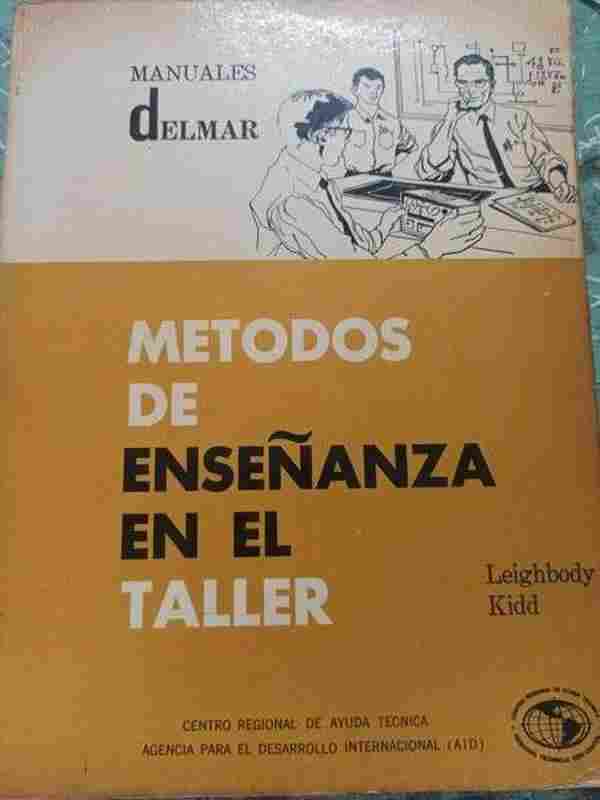 MANUALES
dELMAR
METODOS
DE
ENSEÑANZA
EN EL
TALLER
Leighbody
Kidd
CENTRO REGIONAL DE AYUDA TECNICA
AGENCIA PARA EL DESARROLLO INTERNACIONAL (AID)